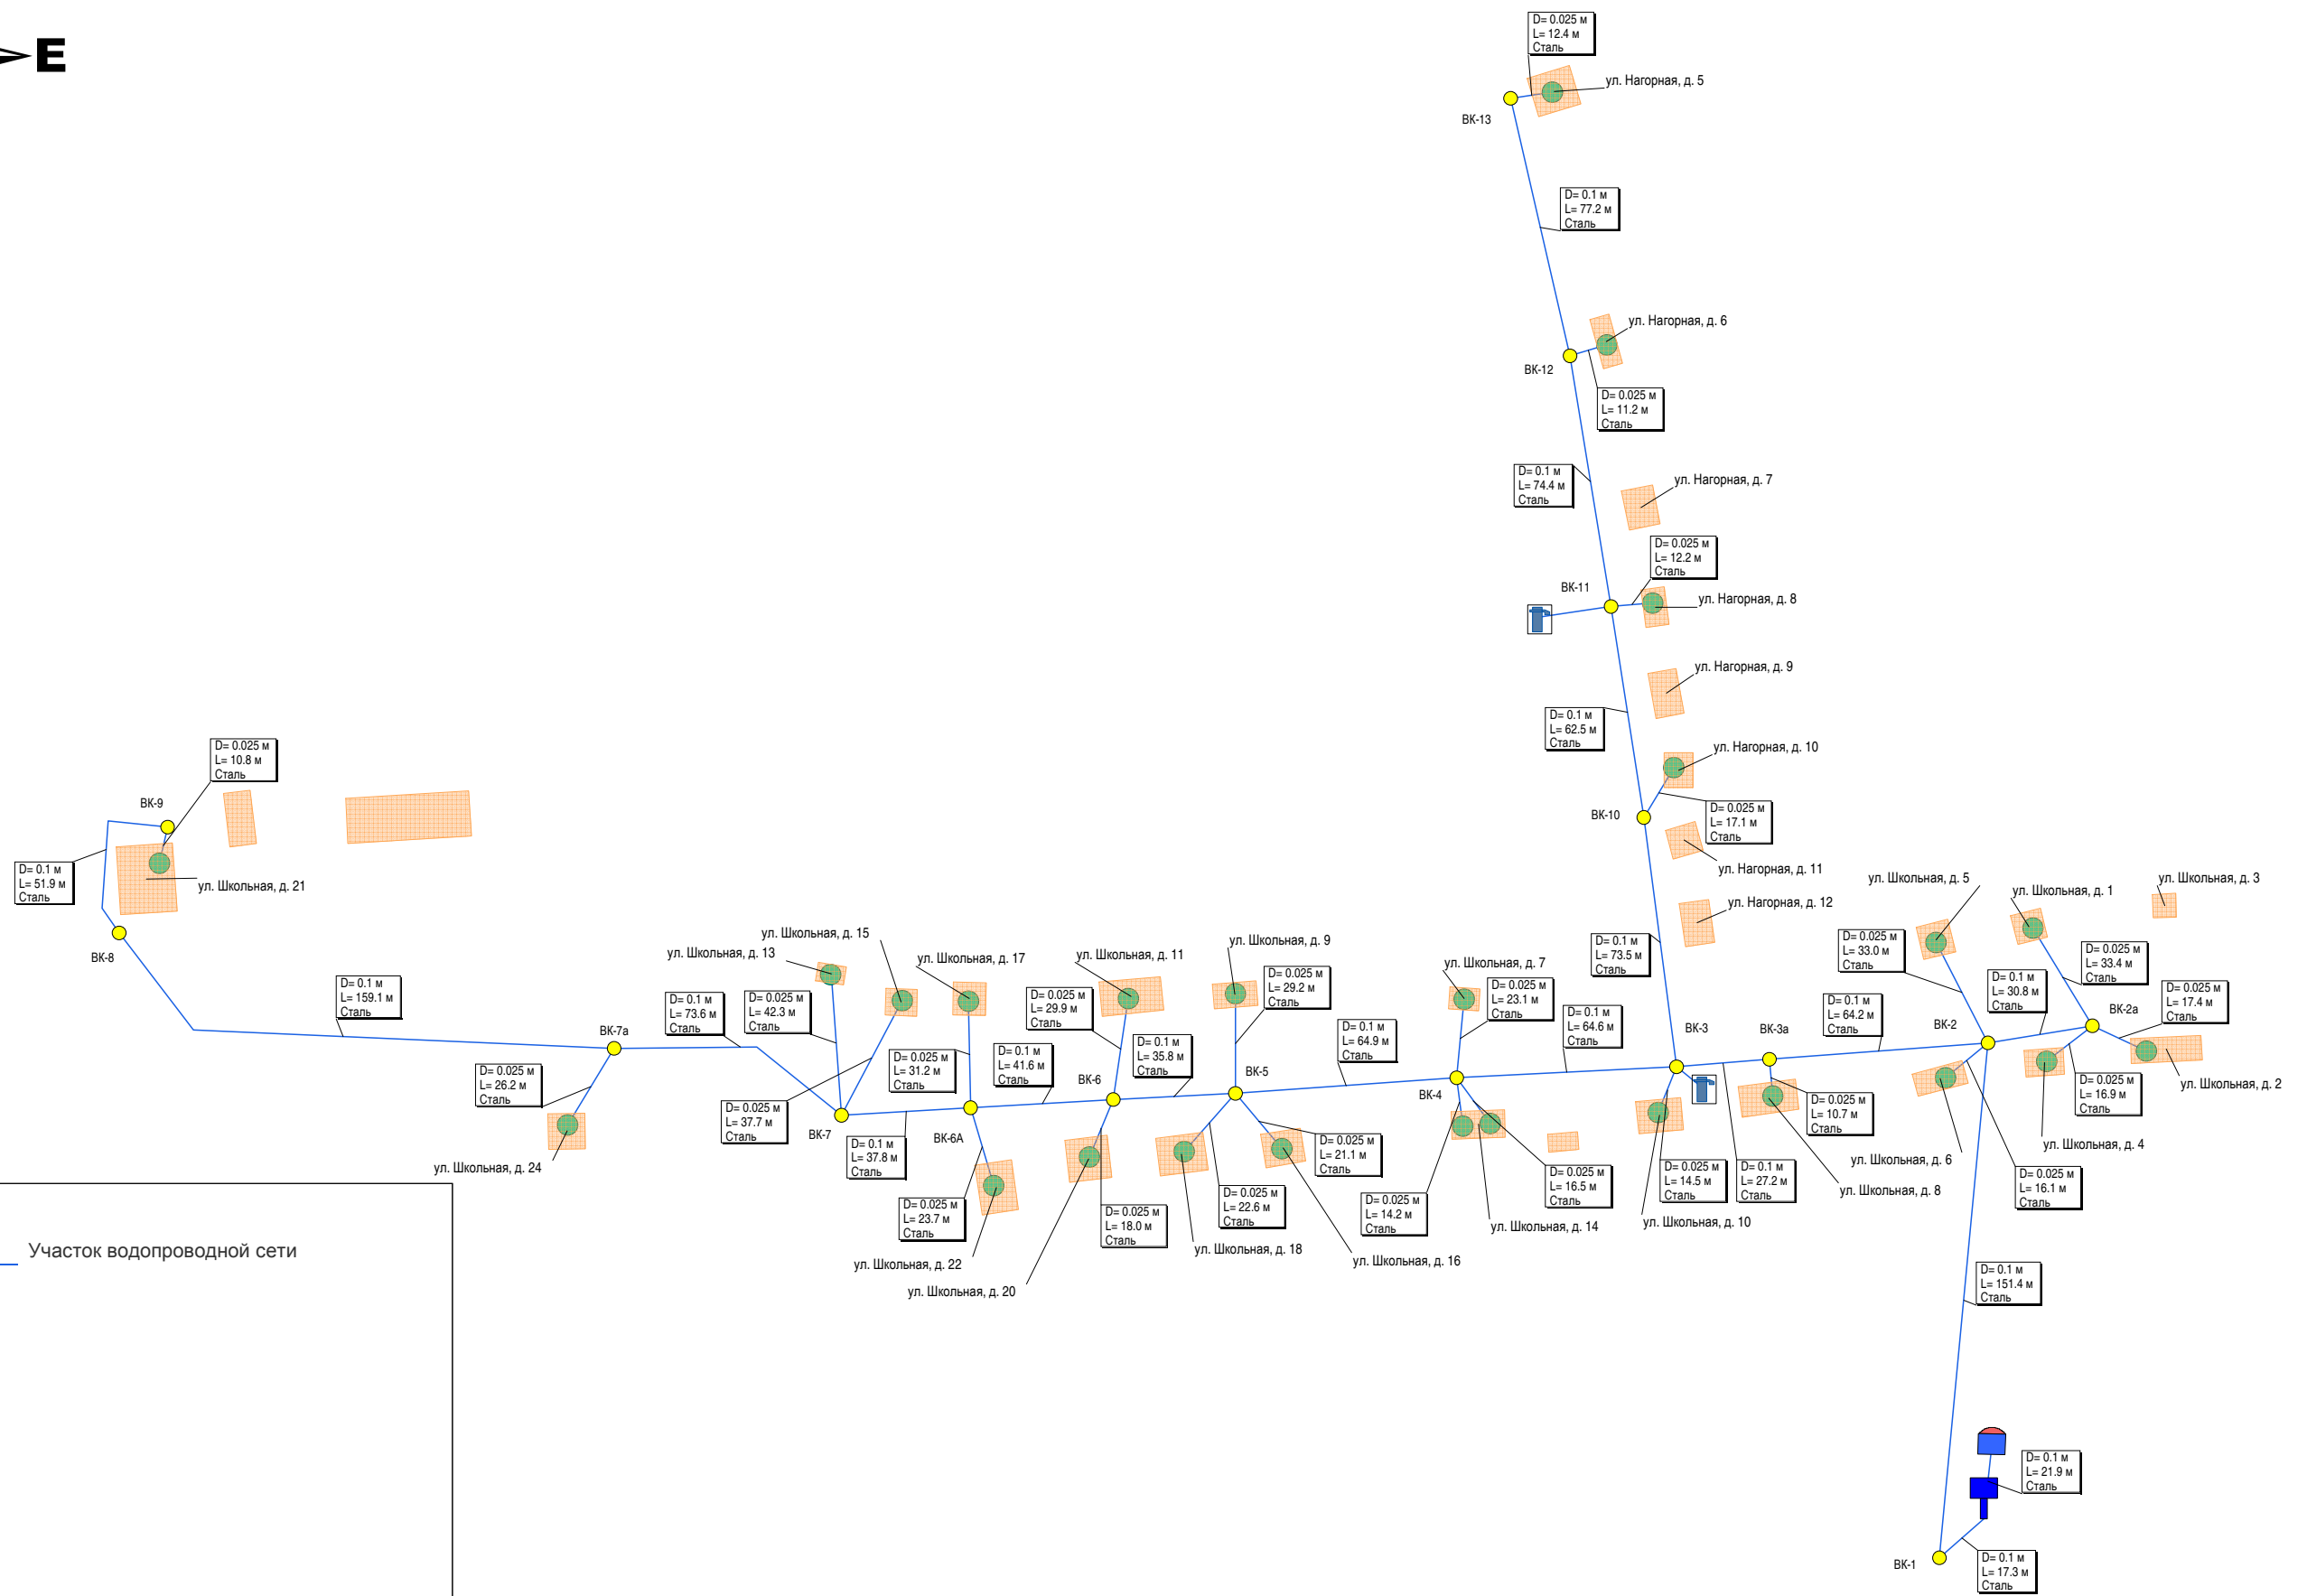 E
D= 0.025 м
L= 12.4 м
Сталь
ул. Нагорная, д. 5
ВК-13
D= 0.1 м
L= 77.2 м
Сталь
ул. Нагорная, д. 6
ВК-12
D= 0.025 м
L= 11.2 м
Сталь
D= 0.1 м
L= 74.4 м
Сталь
ул. Нагорная, д. 7
D= 0.025 м
L= 12.2 м
Сталь
ВК-11
ул. Нагорная, д. 8
ул. Нагорная, д. 9
D= 0.1 м
L= 62.5 м
Сталь
ул. Нагорная, д. 10
D= 0.025 м
L= 17.1 м
Сталь
ВК-10
ул. Нагорная, д. 11
ул. Нагорная, д. 12
D= 0.1 м
L= 73.5 м
Сталь
D= 0.025 м
L= 10.8 м
Сталь
ВК-9
D= 0.1 м
L= 51.9 м
Сталь
ул. Школьная, д. 21
ВК-8
D= 0.1 м
L= 159.1 м
Сталь
ВК-7а
D= 0.025 м
L= 26.2 м
Сталь
ул. Школьная, д. 24
ул. Школьная, д. 13
ул. Школьная, д. 15
D= 0.1 м
L= 73.6 м
Сталь
D= 0.025 м
L= 42.3 м
Сталь
D= 0.025 м
L= 37.7 м
Сталь
ВК-7
D= 0.1 м
L= 37.8 м
Сталь
ул. Школьная, д. 17
D= 0.025 м
L= 31.2 м
Сталь
ВК-6А
D= 0.025 м
L= 23.7 м
Сталь
ул. Школьная, д. 22
D= 0.1 м
L= 41.6 м
Сталь
ул. Школьная, д. 11
D= 0.025 м
L= 29.9 м
Сталь
ВК-6
D= 0.025 м
L= 18.0 м
Сталь
ул. Школьная, д. 20
D= 0.1 м
L= 35.8 м
Сталь
ул. Школьная, д. 9
D= 0.025 м
L= 29.2 м
Сталь
ВК-5
D= 0.025 м
L= 22.6 м
Сталь
ул. Школьная, д. 18
D= 0.025 м
L= 21.1 м
Сталь
ул. Школьная, д. 16
D= 0.1 м
L= 64.9 м
Сталь
ул. Школьная, д. 7
D= 0.025 м
L= 23.1 м
Сталь
ВК-4
D= 0.025 м
L= 14.2 м
Сталь
D= 0.025 м
L= 16.5 м
Сталь
ул. Школьная, д. 14
D= 0.1 м
L= 64.6 м
Сталь
ВК-3
D= 0.025 м
L= 14.5 м
Сталь
ул. Школьная, д. 10
D= 0.1 м
L= 27.2 м
Сталь
ВК-3а
D= 0.025 м
L= 10.7 м
Сталь
ул. Школьная, д. 8
D= 0.1 м
L= 64.2 м
Сталь
ул. Школьная, д. 5
D= 0.025 м
L= 33.0 м
Сталь
ВК-2
ул. Школьная, д. 6
D= 0.025 м
L= 16.1 м
Сталь
D= 0.1 м
L= 30.8 м
Сталь
ул. Школьная, д. 1
ул. Школьная, д. 3
D= 0.025 м
L= 33.4 м
Сталь
ВК-2а
D= 0.025 м
L= 17.4 м
Сталь
ул. Школьная, д. 2
D= 0.025 м
L= 16.9 м
Сталь
ул. Школьная, д. 4
D= 0.1 м
L= 151.4 м
Сталь
D= 0.1 м
L= 21.9 м
Сталь
ВК-1
D= 0.1 м
L= 17.3 м
Сталь
Участок водопроводной сети